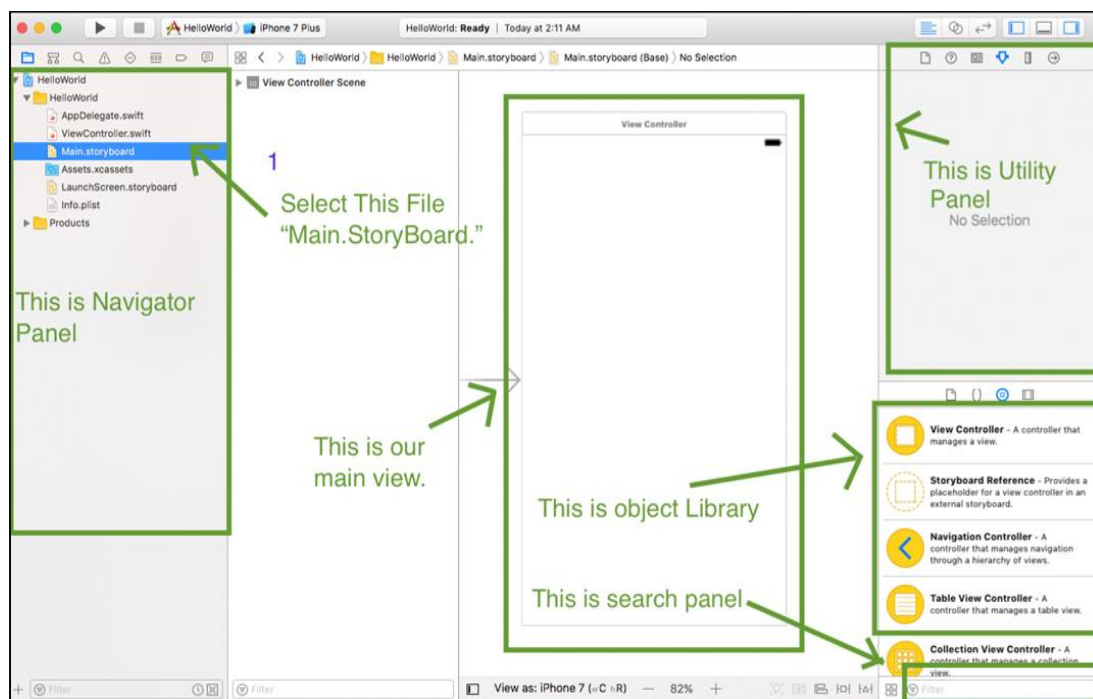 HelloWorld
iPhone 7 Plus
HelloWorld: Ready | Today at 2:11 AM
HelloWorld
HelloWorld
Main.storyboard
Main.storyboard (Base)
No Selection
HelloWorld
HelloWorld
AppDelegate.swift
ViewController.swift
Main.storyboard
Assets.xcassets
LaunchScreen.storyboard
Info.plist
Products
This is Navigator
Panel
View Controller Scene
1
Select This File
“Main.StoryBoard.”
This is our
main view.
View Controller
This is object Library
This is search panel
This is Utility
Panel
No Selection
View Controller - A controller that
manages a view.
Storyboard Reference - Provides a
placeholder for a view controller in an
external storyboard.
Navigation Controller - A
controller that manages navigation
through a hierarchy of views.
Table View Controller - A
controller that manages a table view.
Collection View Controller - A
controller that manages a collection
view.
Filter
Filter
View as: iPhone 7 (wC hR)
82%
Filter